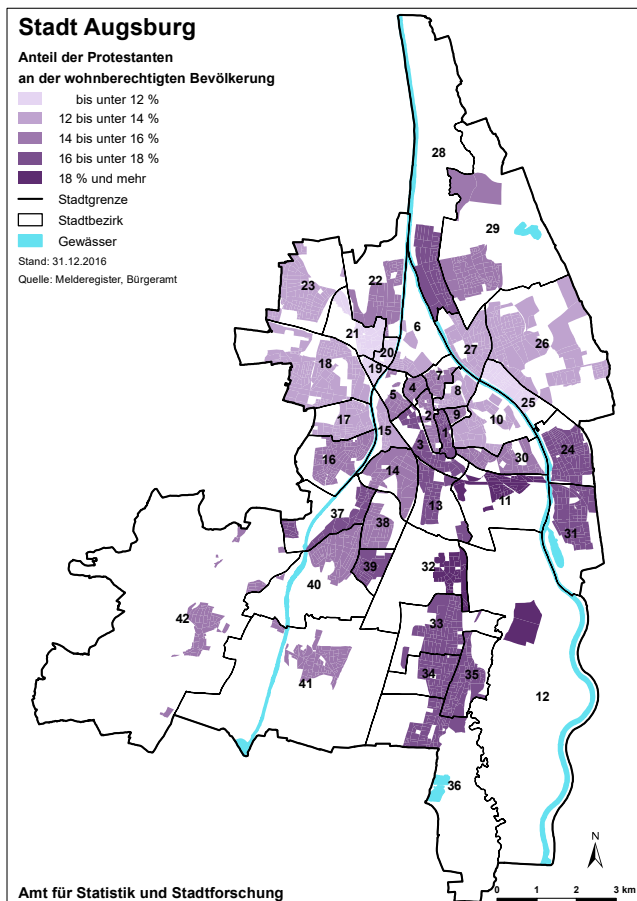 Stadt Augsburg
Anteil der Protestanten
an der wohnberechtigten Bevölkerung
bis unter 12 %
12 bis unter 14 %
14 bis unter 16 %
16 bis unter 18 %
18 % und mehr
Stadtgrenze
Stadtbezirk
Gewässer
Stand: 31.12.2016
Quelle: Melderegister, Bürgeramt
28
29
22
23
6
21
26
27
20
18
19
7
4
8
5
25
2
9
17
10
15
1
3
24
16
30
14
11
13
37
38
31
32
39
40
42
33
34
35
41
12
36
N
Amt für Statistik und Stadtforschung
0 1 2 3 km